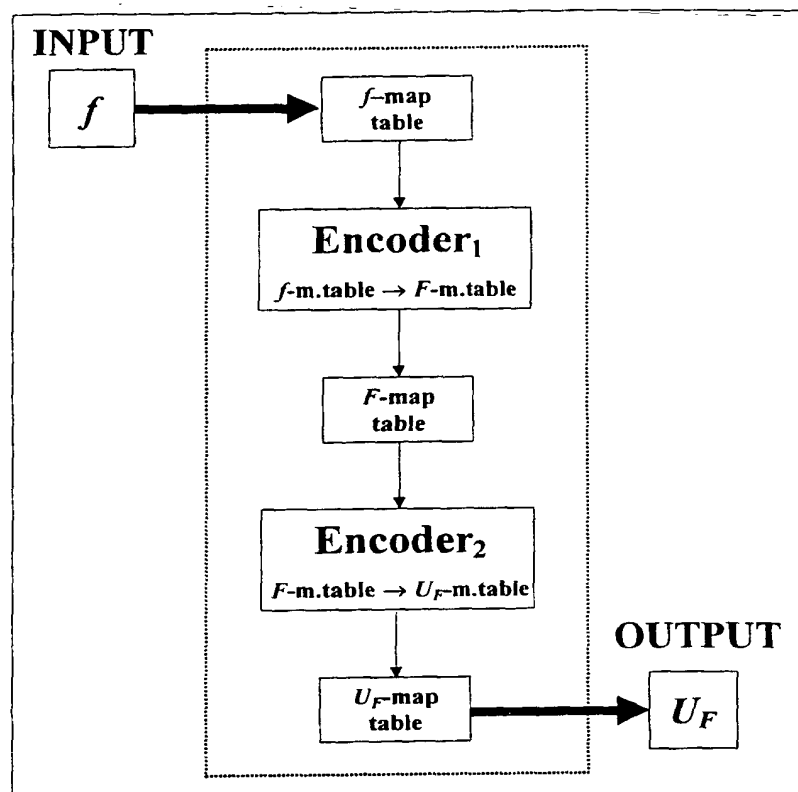 INPUT
f
f–map
table
Encoder₁
f-m.table → F-m.table
F-map
table
Encoder₂
F-m.table → U_F-m.table
OUTPUT
U_F–map
table
U_F